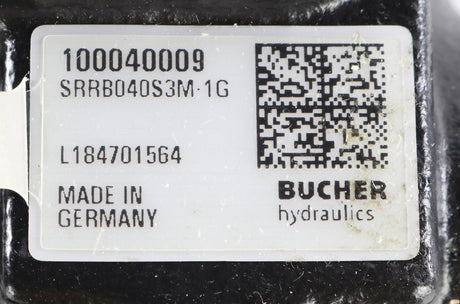 100040009
SRRB040S3M-1G
L184701564
MADE IN
GERMANY
BUCHER
hydraulics